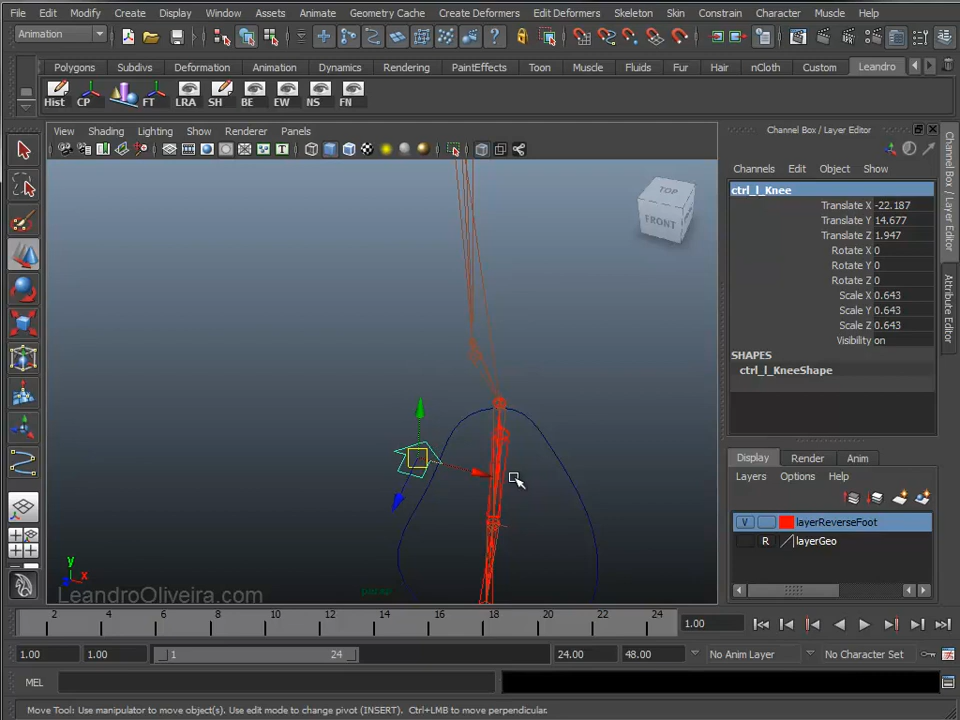 File Edit Modify Create Display Window Assets Animate Geometry Cache Create Deformers Edit Deformers Skeleton Skin Constrain Character Muscle Help
Animation
Polygons Subdivs Deformation Animation Dynamics Rendering PaintEffects Toon Muscle Fluids Fur Hair nCloth Custom Leandro
Hist CP FT LRA SH BE EW NS FN
View Shading Lighting Show Renderer Panels
Channel Box / Layer Editor
Channels Edit Object Show
ctrl_l_Knee
Translate X -22.187
Translate Y 14.677
Translate Z 1.947
Rotate X 0
Rotate Y 0
Rotate Z 0
Scale X 0.643
Scale Y 0.643
Scale Z 0.643
Visibility on
SHAPES
ctrl_l_KneeShape
Channel Box / Layer Editor
Attribute Editor
TOP
FRONT
Display Render Anim
Layers Options Help
V layerReverseFoot
R layerGeo
y
x
z
persp
LeandroOliveira.com
2 4 6 8 10 12 14 16 18 20 22 24
1.00
1.00 1.00 1 24 24.00 48.00 No Anim Layer No Character Set
MEL
Move Tool: Use manipulator to move object(s). Use edit mode to change pivot (INSERT). Ctrl+LMB to move perpendicular.